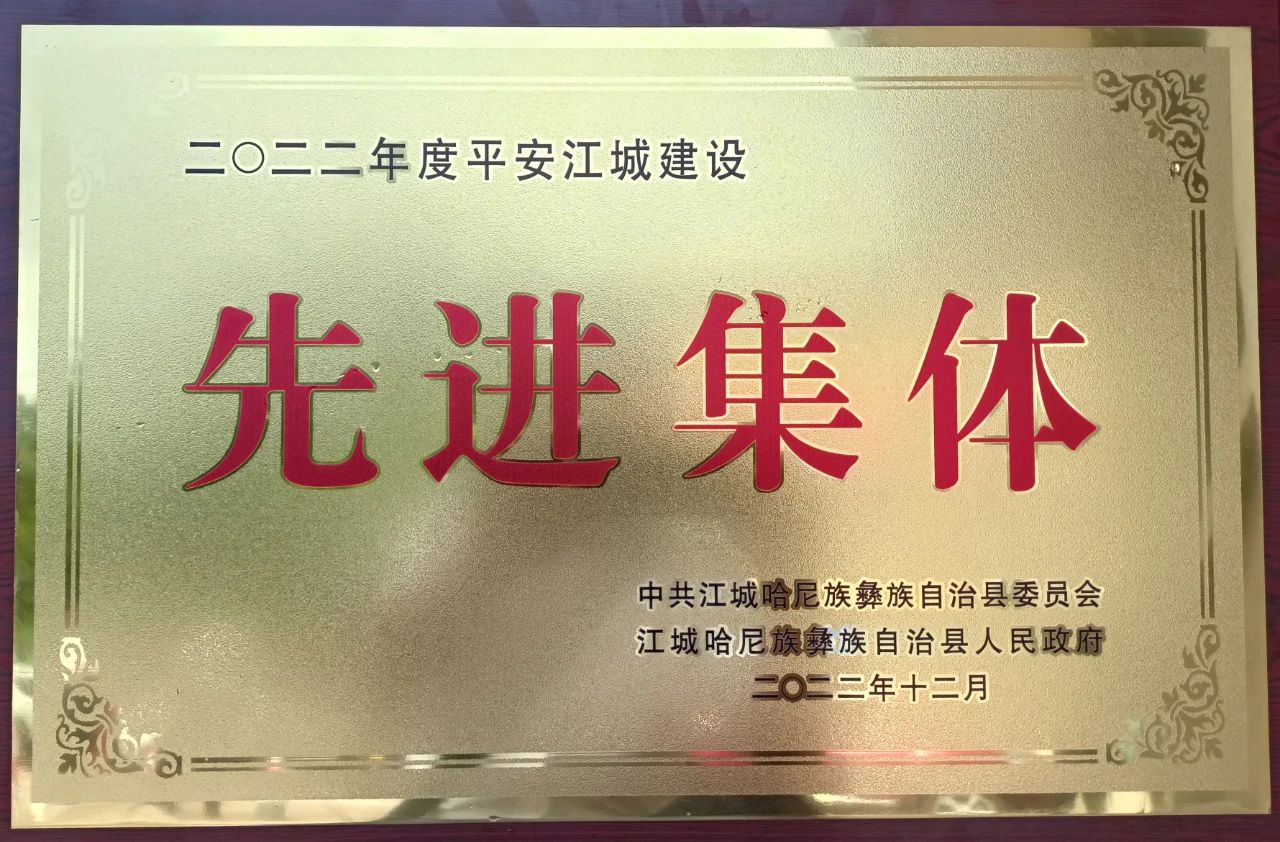 二〇二二年度平安江城建设
先进集体
中共江城哈尼族彝族自治县委员会
江城哈尼族彝族自治县人民政府
二〇二二年十二月